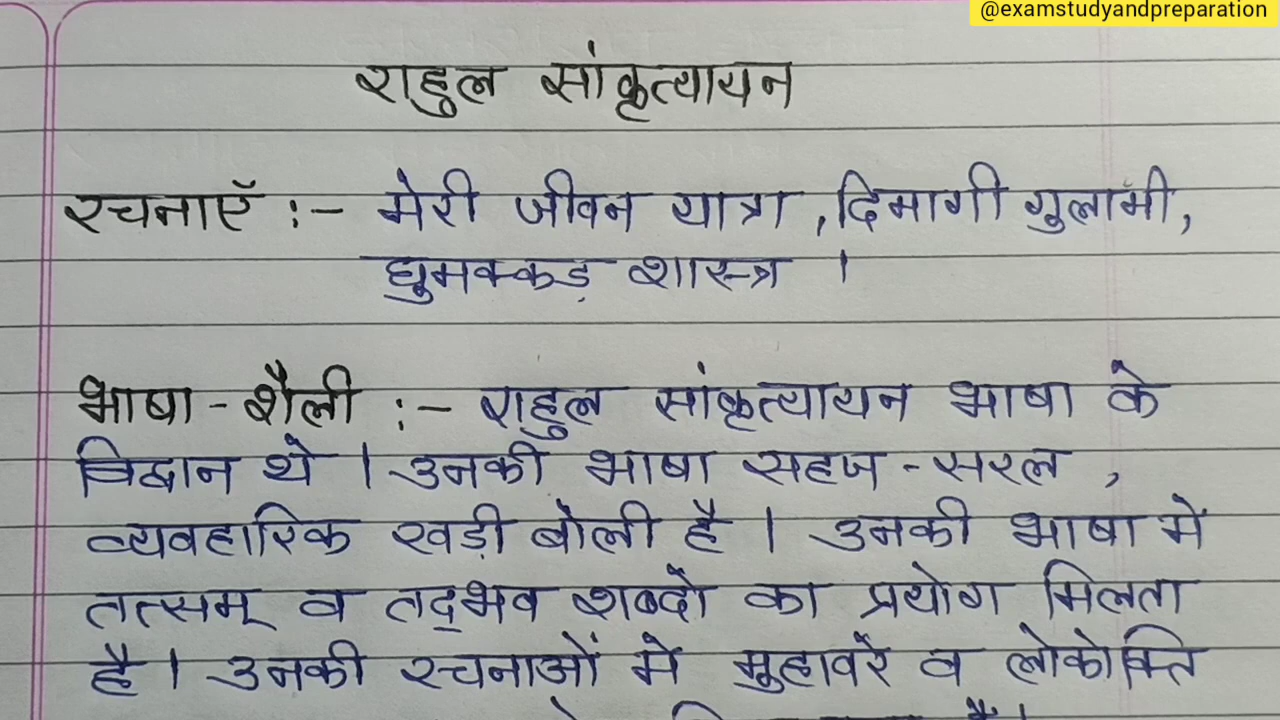 @examstudyandpreparation
राहुल सांकृत्यायन
रचनाएँ :- मेरी जीवन यात्रा , दिमागी गुलामी,
घुमक्कड़ शास्त्र ।
भाषा - शैली :- राहुल सांकृत्यायन भाषा के
विद्वान थे । उनकी भाषा सहज - सरल ,
व्यवहारिक खड़ी बोली है । उनकी भाषा मे
तत्सम् व तद्भव शब्दों का प्रयोग मिलता
है । उनकी रचनाओं मे मुहावरे व लोकोक्ति